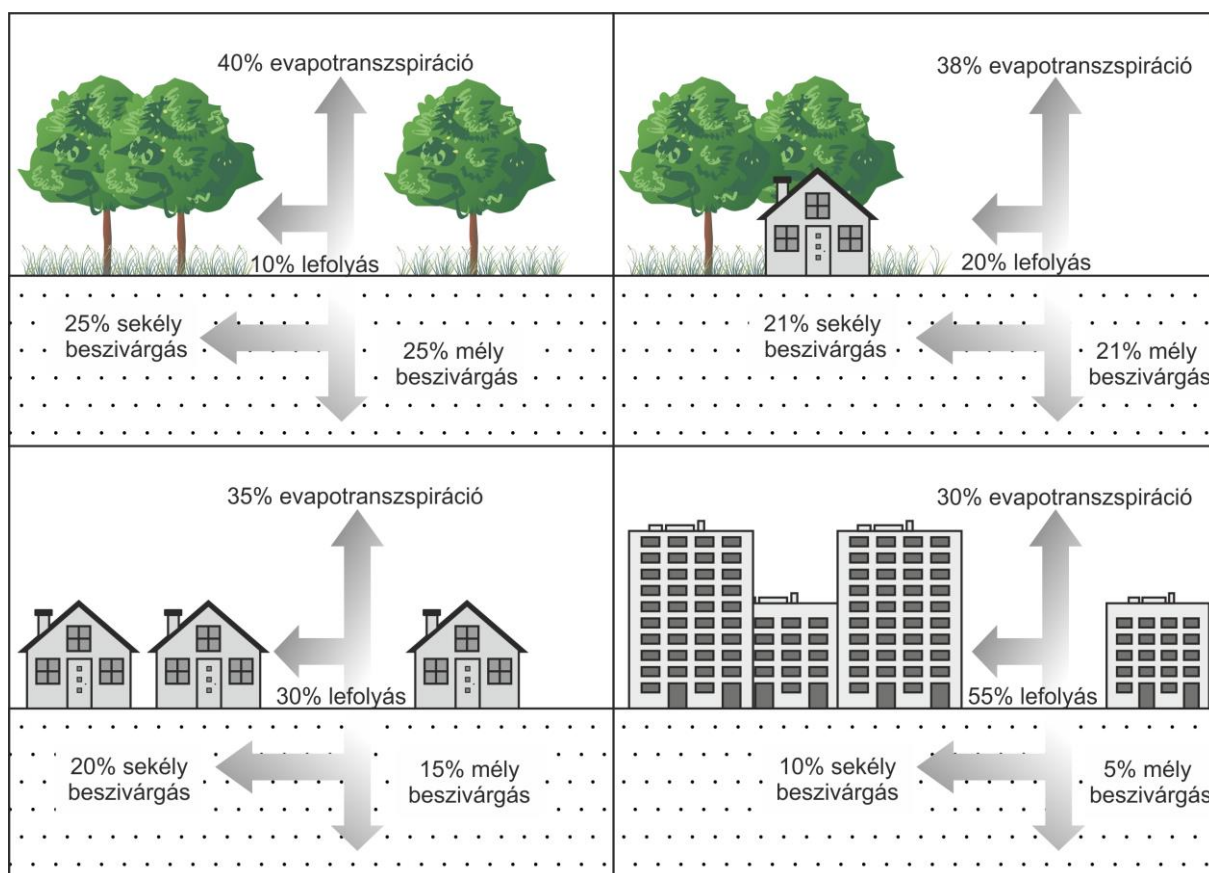 40% evapotranszspiráció
10% lefolyás
25% sekély
beszivárgás
25% mély
beszivárgás
38% evapotranszspiráció
20% lefolyás
21% sekély
beszivárgás
21% mély
beszivárgás
35% evapotranszspiráció
30% lefolyás
20% sekély
beszivárgás
15% mély
beszivárgás
30% evapotranszspiráció
55% lefolyás
10% sekély
beszivárgás
5% mély
beszivárgás